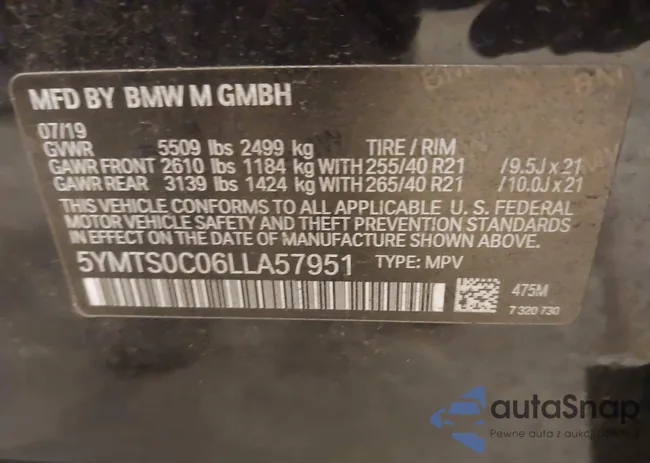 MFD BY BMW M GMBH
07/19
GVWR 5509 lbs 2499 kg TIRE / RIM
GAWR FRONT 2610 lbs 1184 kg WITH 255/40 R21 / 9.5J x 21
GAWR REAR 3139 lbs 1424 kg WITH 265/40 R21 / 10.0J x 21
THIS VEHICLE CONFORMS TO ALL APPLICABLE U. S. FEDERAL
MOTOR VEHICLE SAFETY AND THEFT PREVENTION STANDARDS
IN EFFECT ON THE DATE OF MANUFACTURE SHOWN ABOVE.
5YMTS0C06LLA57951 TYPE: MPV
475M
7 320 730
autaSnap
Pewne auta z aukcji